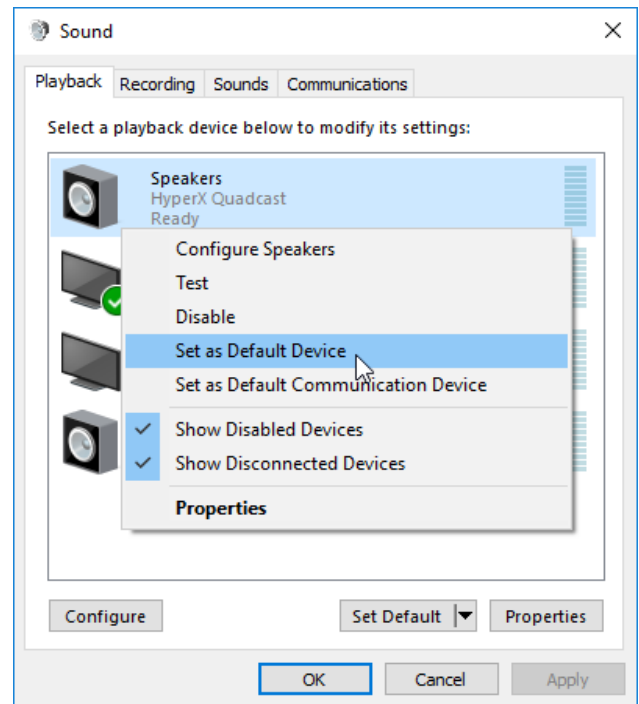 Sound
Playback Recording Sounds Communications
Select a playback device below to modify its settings:
Speakers
HyperX Quadcast
Ready
Configure Speakers
Test
Disable
Set as Default Device
Set as Default Communication Device
Show Disabled Devices
Show Disconnected Devices
Properties
Configure Set Default Properties
OK Cancel Apply